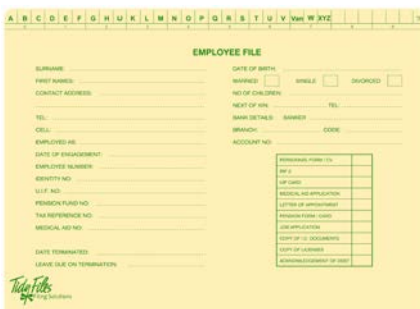 A B C D E F G H U K L M N O P Q R S T U V Van W XYZ
EMPLOYEE FILE
SURNAME:
FIRST NAMES:
CONTACT ADDRESS:
TEL:
CELL:
EMPLOYED AS:
DATE OF ENGAGEMENT:
EMPLOYEE NUMBER:
IDENTITY NO:
U.I.F. NO:
PENSION FUND NO:
TAX REFERENCE NO:
MEDICAL AID NO:
DATE TERMINATED:
LEAVE DUE ON TERMINATION:
DATE OF BIRTH:
MARRIED SINGLE DIVORCED
NO OF CHILDREN:
NEXT OF KIN: TEL:
BANK DETAILS: BANKER
BRANCH: CODE:
ACCOUNT NO:
PERSONNEL FORM / CV
IRP 2
UIF CARD
MEDICAL AID APPLICATION
LETTER OF APPOINTMENT
PENSION FORM / CARD
JOB APPLICATION
COPY OF I.D. DOCUMENTS
COPY OF LICENSES
ACKNOWLEDGEMENT OF DEBT
Tidy Files
Filing Solutions